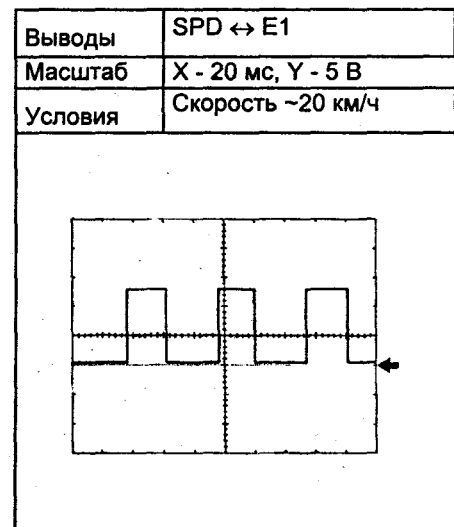 Выводы SPD ↔ E1
Масштаб X - 20 мс, Y - 5 В
Условия Скорость ~20 км/ч